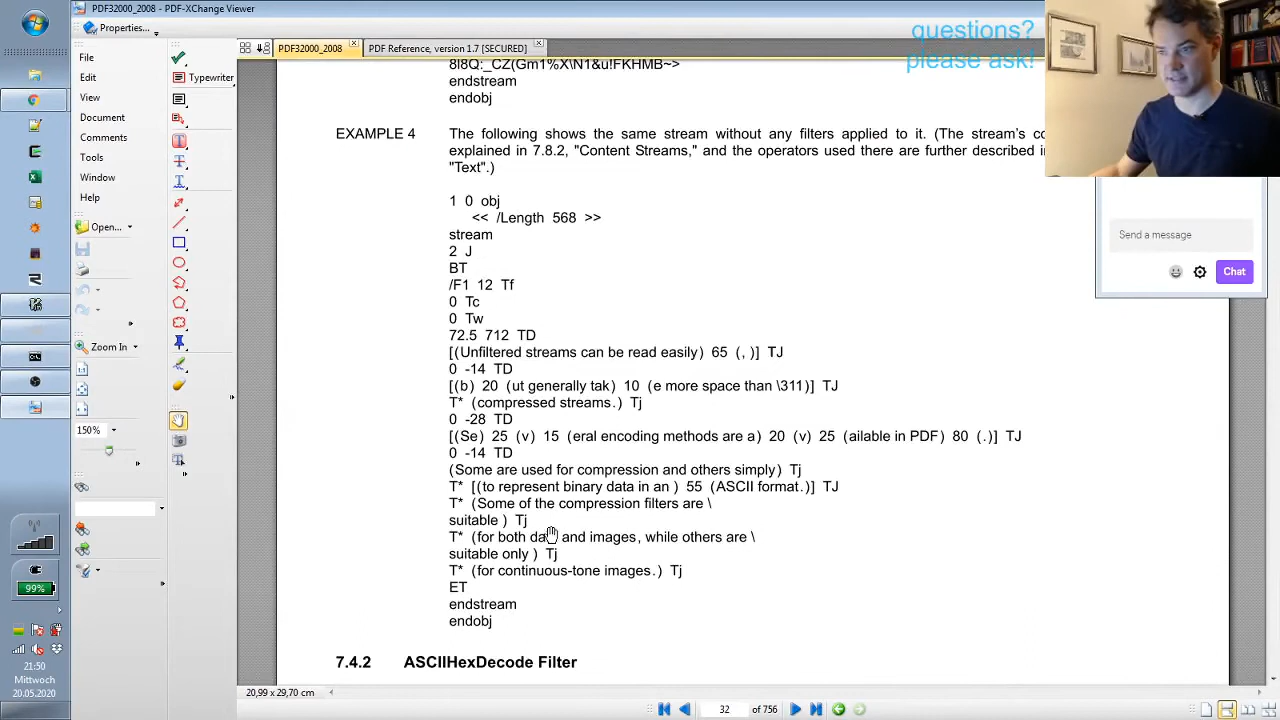 PDF32000_2008 - PDF-XChange Viewer
Properties...
PDF32000_2008
PDF Reference, version 1.7 [SECURED]
questions?
please ask!
File
Edit
View
Document
Comments
Tools
Window
Help
Open...
Zoom In
150%
Typewriter
8I8Q:_CZ(Gm1%X\N1&u!FKHMB~>
endstream
endobj
EXAMPLE 4 The following shows the same stream without any filters applied to it. (The stream's co
explained in 7.8.2, "Content Streams," and the operators used there are further described in
"Text".)
1 0 obj
<< /Length 568 >>
stream
2 J
BT
/F1 12 Tf
0 Tc
0 Tw
72.5 712 TD
[(Unfiltered streams can be read easily) 65 (, )] TJ
0 -14 TD
[(b) 20 (ut generally tak) 10 (e more space than \311)] TJ
T* (compressed streams.) Tj
0 -28 TD
[(Se) 25 (v) 15 (eral encoding methods are a) 20 (v) 25 (ailable in PDF) 80 (.)] TJ
0 -14 TD
(Some are used for compression and others simply) Tj
T* [(to represent binary data in an ) 55 (ASCII format.)] TJ
T* (Some of the compression filters are \
suitable ) Tj
T* (for both da and images, while others are \
suitable only ) Tj
T* (for continuous-tone images.) Tj
ET
endstream
endobj
7.4.2 ASCIIHexDecode Filter
Send a message
Chat
99%
21:50
Mittwoch
20.05.2020
20,99 x 29,70 cm
32 of 756